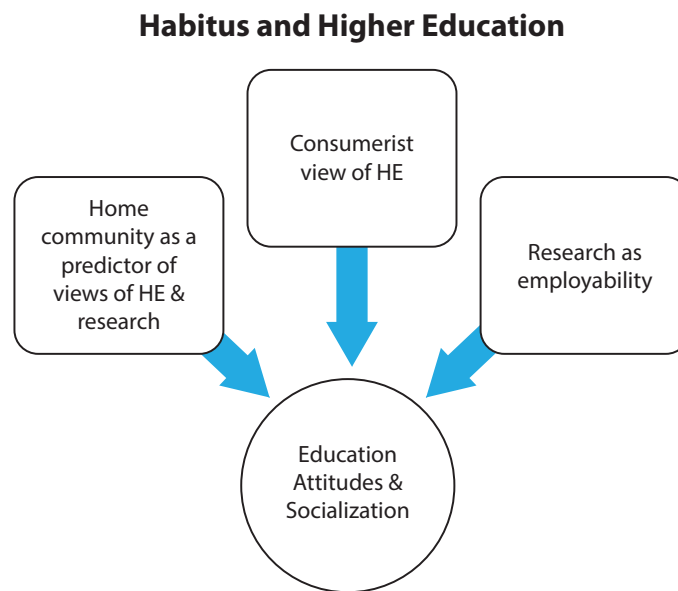 Habitus and Higher Education
Consumerist
view of HE
Home
community as a
predictor of
views of HE &
research
Research as
employability
Education
Attitudes &
Socialization